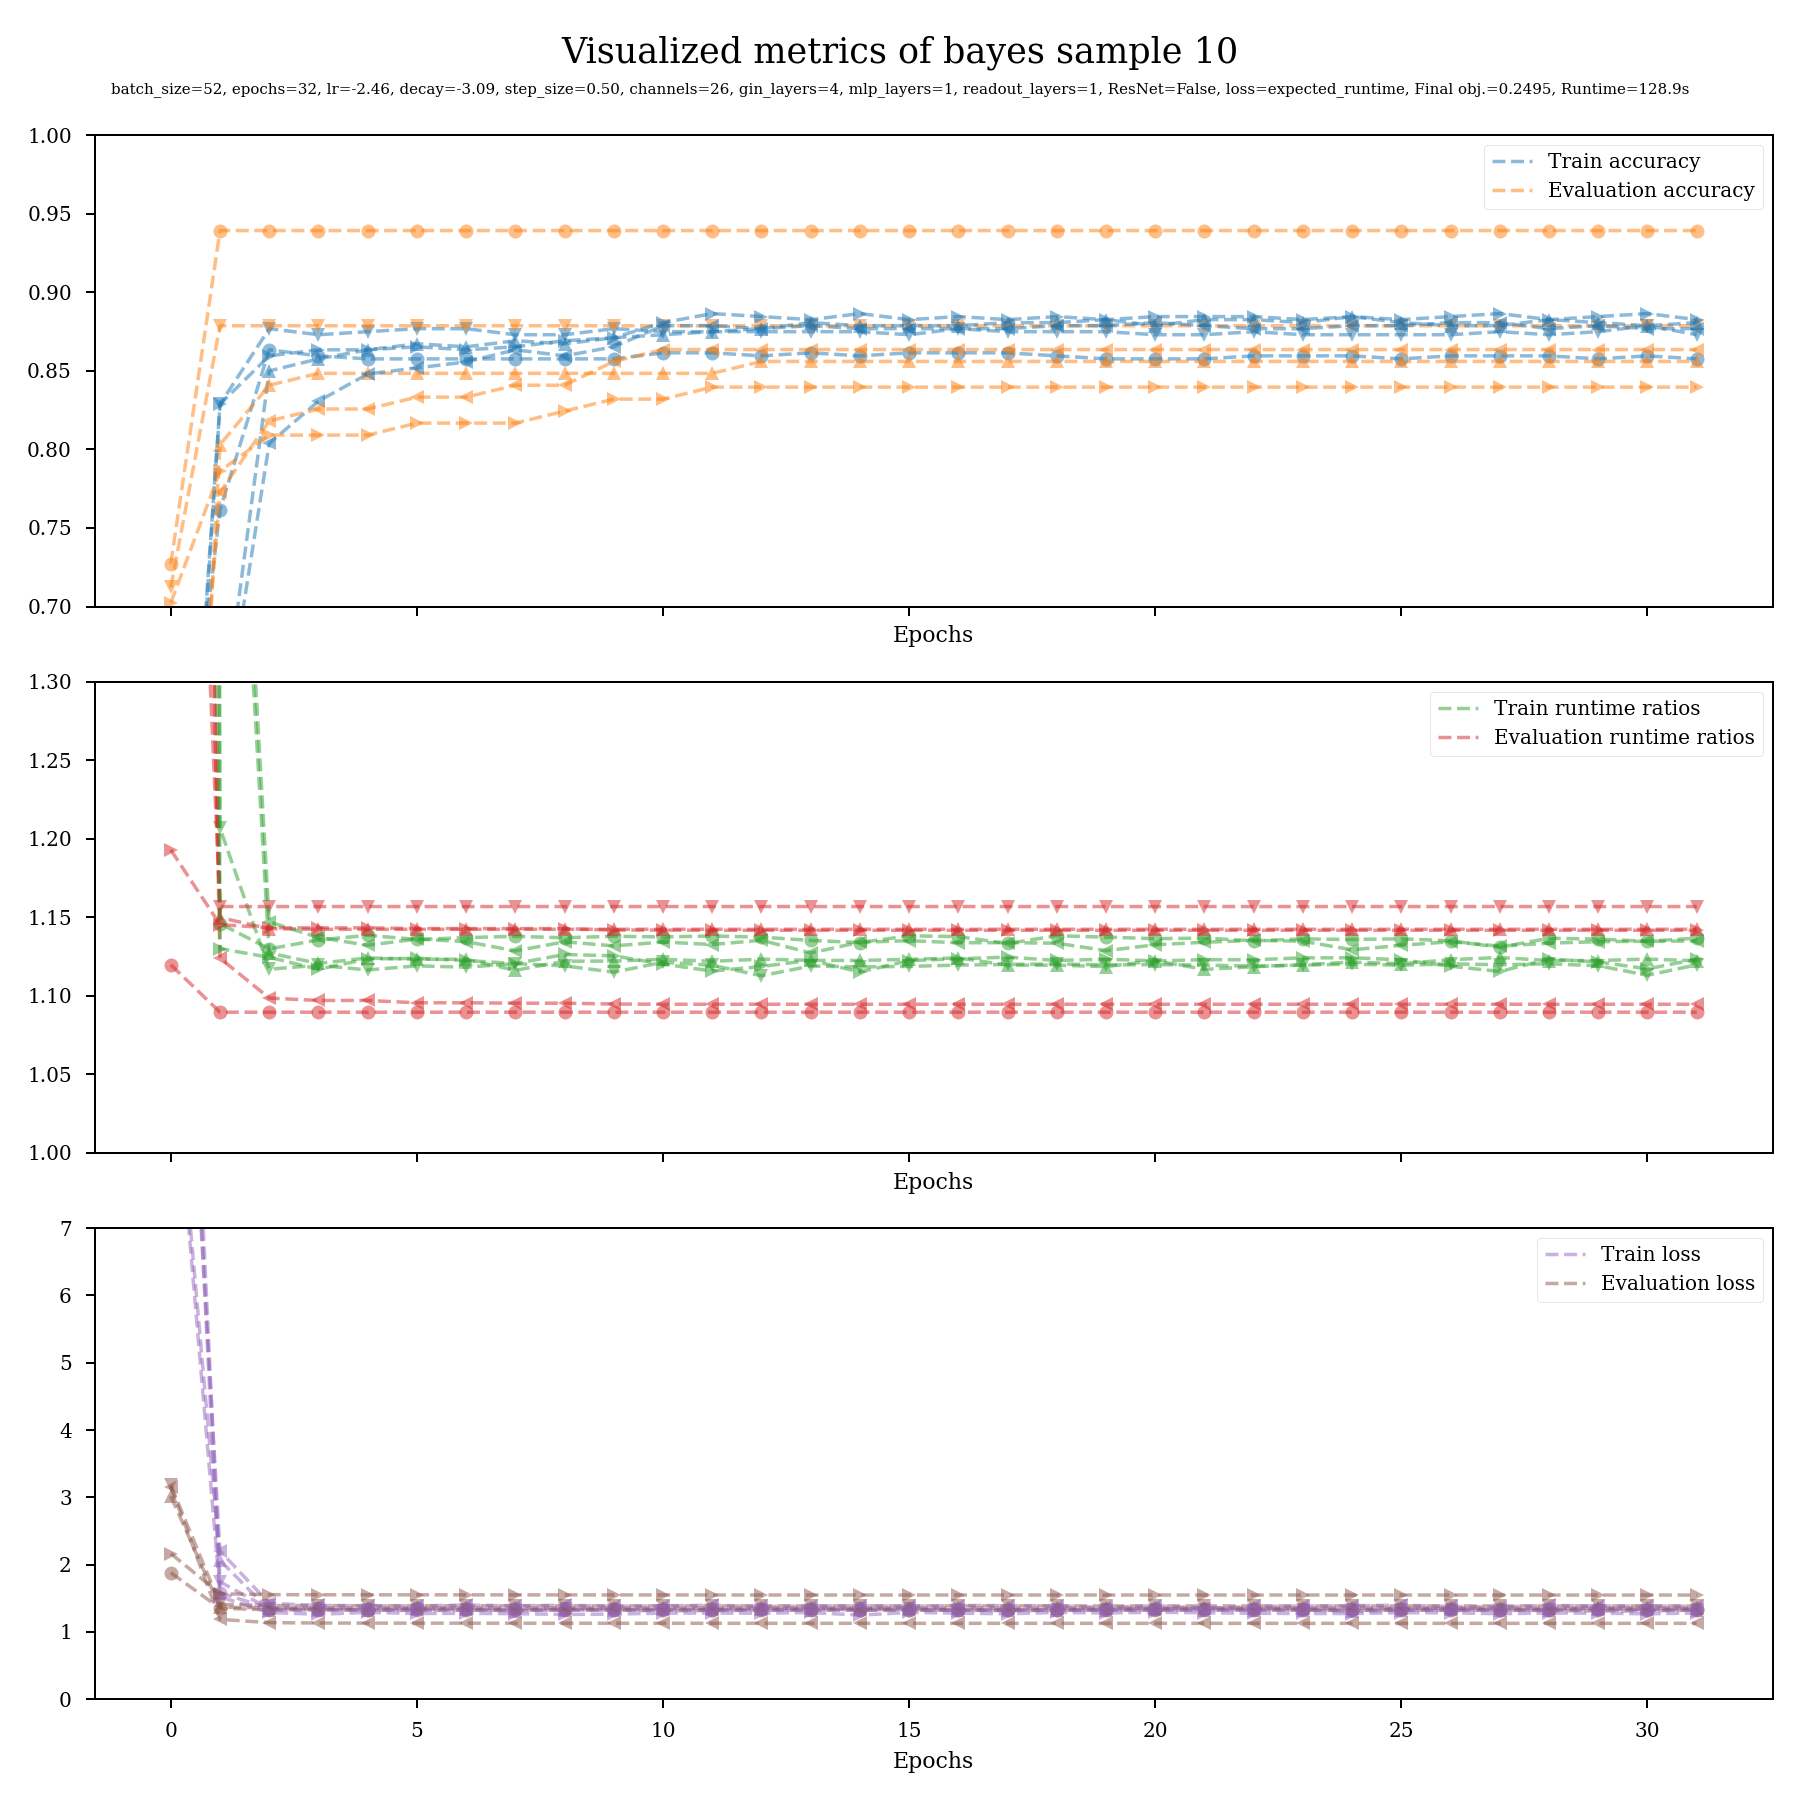 Visualized metrics of bayes sample 10
batch_size=52, epochs=32, lr=-2.46, decay=-3.09, step_size=0.50, channels=26, gin_layers=4, mlp_layers=1, readout_layers=1, ResNet=False, loss=expected_runtime, Final obj.=0.2495, Runtime=128.9s
1.00
0.95
0.90
0.85
0.80
0.75
0.70
Train accuracy
Evaluation accuracy
Epochs
1.30
1.25
1.20
1.15
1.10
1.05
1.00
Train runtime ratios
Evaluation runtime ratios
Epochs
7
6
5
4
3
2
1
0
Train loss
Evaluation loss
0 5 10 15 20 25 30
Epochs